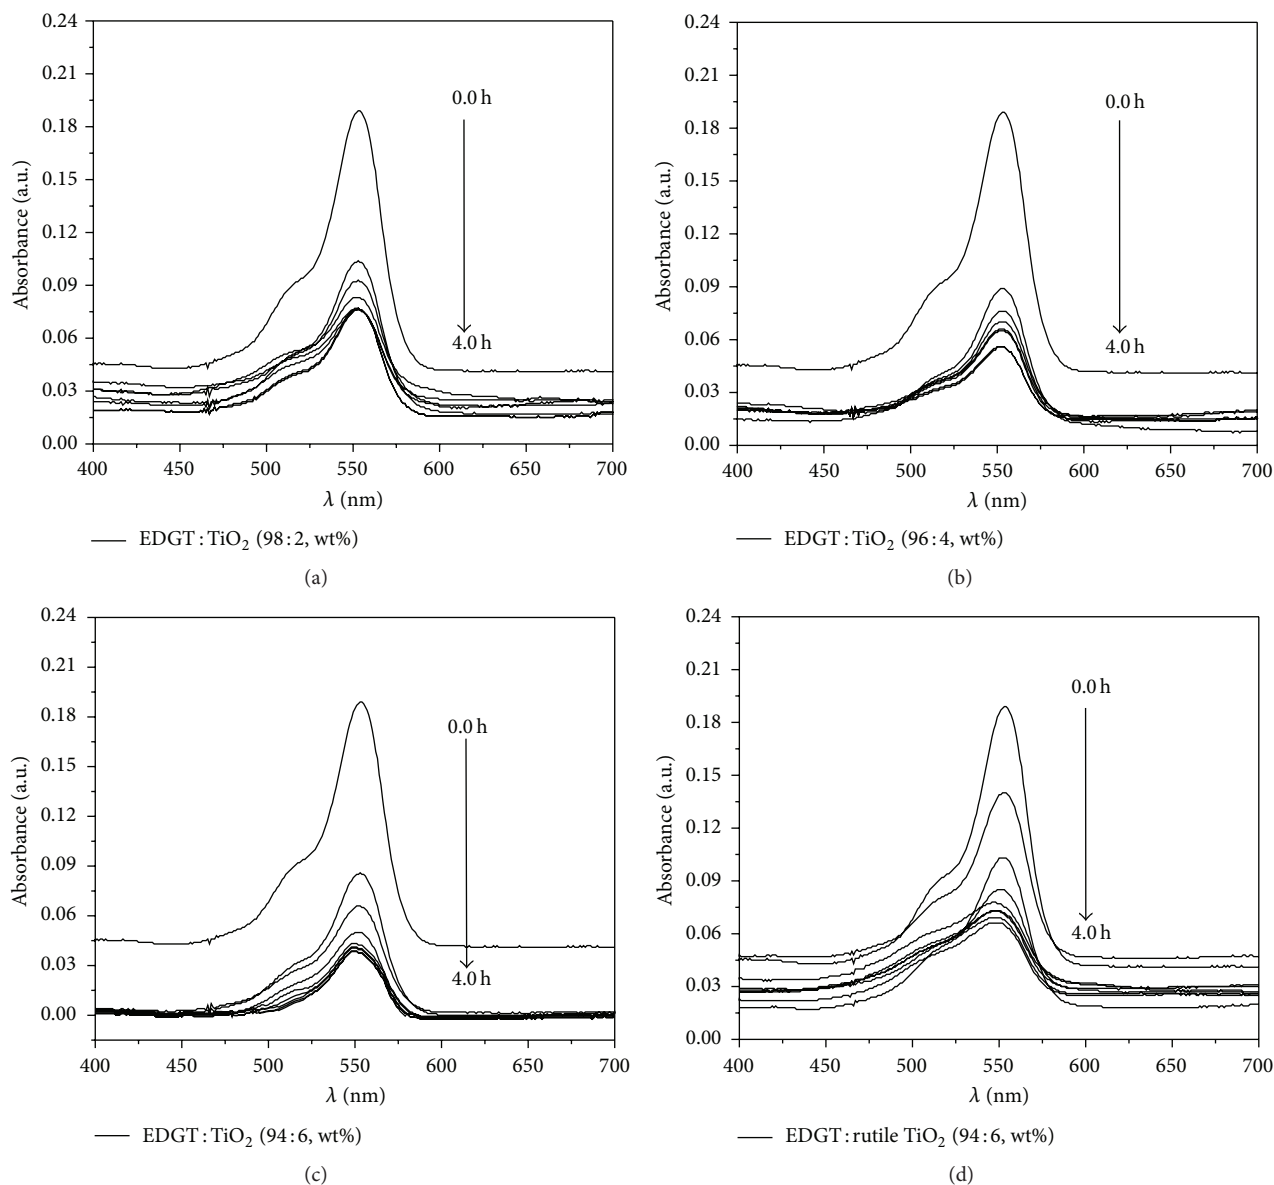 0.24
0.21
0.18
0.15
0.12
0.09
0.06
0.03
0.00
Absorbance (a.u.)
0.0 h
4.0 h
400 450 500 550 600 650 700
λ (nm)
EDGT : TiO₂ (98 : 2, wt%)
(a)
0.24
0.21
0.18
0.15
0.12
0.09
0.06
0.03
0.00
Absorbance (a.u.)
0.0 h
4.0 h
400 450 500 550 600 650 700
λ (nm)
EDGT : TiO₂ (96 : 4, wt%)
(b)
0.24
0.21
0.18
0.15
0.12
0.09
0.06
0.03
0.00
Absorbance (a.u.)
0.0 h
4.0 h
400 450 500 550 600 650 700
λ (nm)
EDGT : TiO₂ (94 : 6, wt%)
(c)
0.24
0.21
0.18
0.15
0.12
0.09
0.06
0.03
0.00
Absorbance (a.u.)
0.0 h
4.0 h
400 450 500 550 600 650 700
λ (nm)
EDGT : rutile TiO₂ (94 : 6, wt%)
(d)